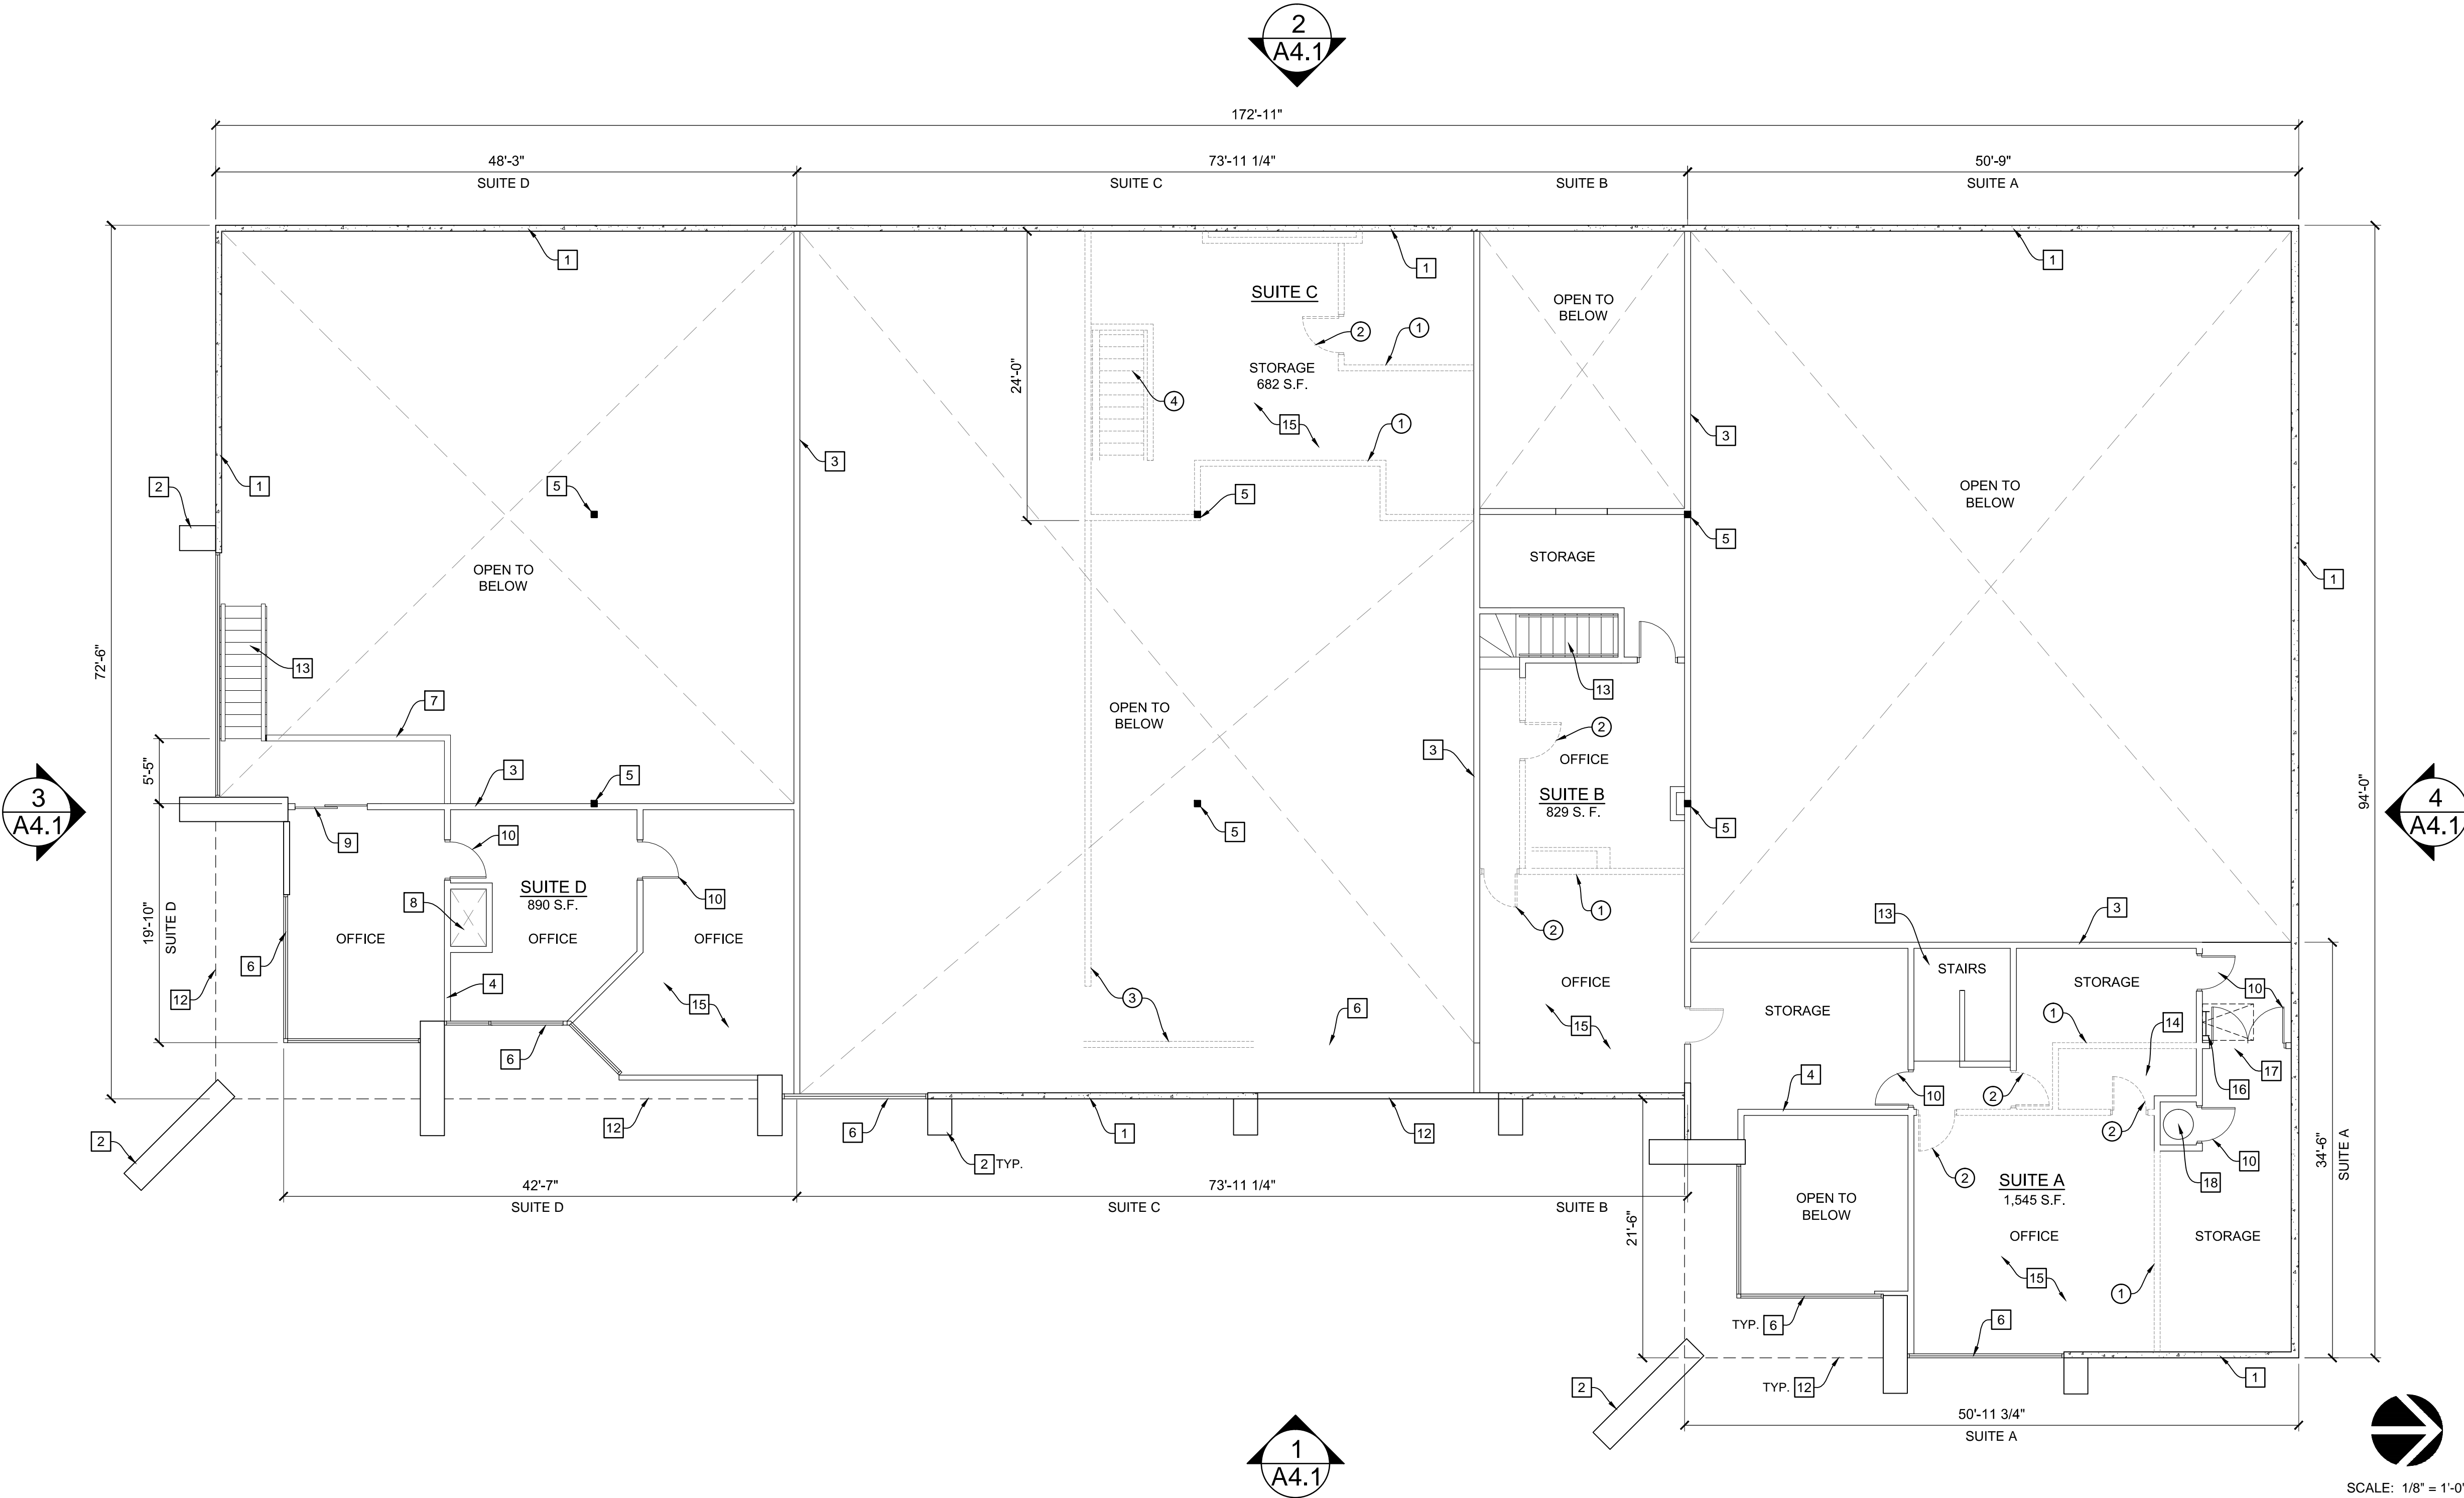 2
A4.1
172'-11"
48'-3"
73'-11 1/4"
50'-9"
SUITE D
SUITE C
SUITE B
SUITE A
1
1
1
SUITE C
OPEN TO
BELOW
2
1
24'-0"
STORAGE
682 S.F.
4
15
1
3
3
2
1
5
5
OPEN TO
BELOW
5
STORAGE
1
OPEN TO
BELOW
72'-6"
13
13
7
OPEN TO
BELOW
2
3
OFFICE
5'-5"
3
5
SUITE B
829 S. F.
5
5
94'-0"
3
A4.1
4
A4.1
9
10
SUITE D
890 S.F.
8
10
1
2
13
3
19'-10"
SUITE D
OFFICE
OFFICE
OFFICE
6
4
12
15
3
6
OFFICE
15
STAIRS
STORAGE
10
STORAGE
1
14
6
17
16
4
10
2
2
10
18
12
6
1
12
2
2 TYP.
34'-6"
SUITE A
2
42'-7"
SUITE D
73'-11 1/4"
SUITE C
SUITE B
21'-6"
OPEN TO
BELOW
SUITE A
1,545 S.F.
OFFICE
STORAGE
15
1
TYP. 6
6
TYP. 12
1
2
50'-11 3/4"
SUITE A
1
A4.1
SCALE: 1/8" = 1'-0"